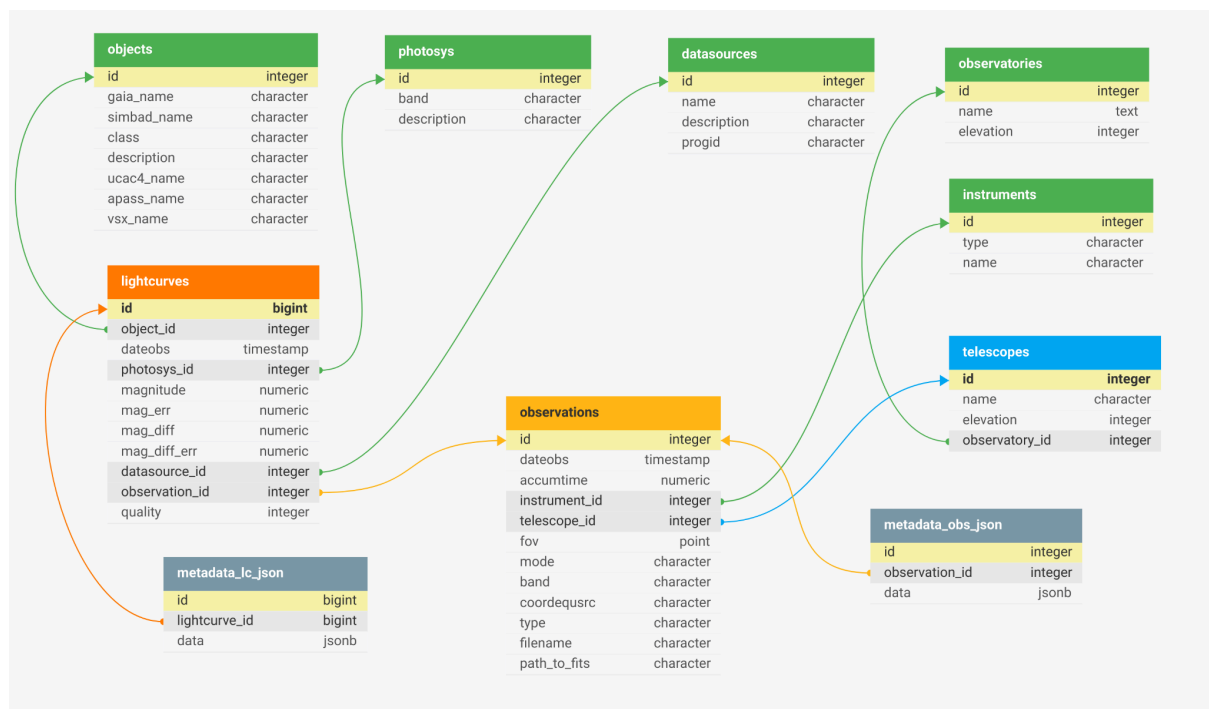 objects
id integer
gaia_name character
simbad_name character
class character
description character
ucac4_name character
apass_name character
vsx_name character
photosys
id integer
band character
description character
datasources
id integer
name character
description character
progid character
observatories
id integer
name text
elevation integer
instruments
id integer
type character
name character
lightcurves
id bigint
object_id integer
dateobs timestamp
photosys_id integer
magnitude numeric
mag_err numeric
mag_diff numeric
mag_diff_err numeric
datasource_id integer
observation_id integer
quality integer
telescopes
id integer
name character
elevation integer
observatory_id integer
observations
id integer
dateobs timestamp
accumtime numeric
instrument_id integer
telescope_id integer
fov point
mode character
band character
coordequsrc character
type character
filename character
path_to_fits character
metadata_obs_json
id integer
observation_id integer
data jsonb
metadata_lc_json
id bigint
lightcurve_id bigint
data jsonb